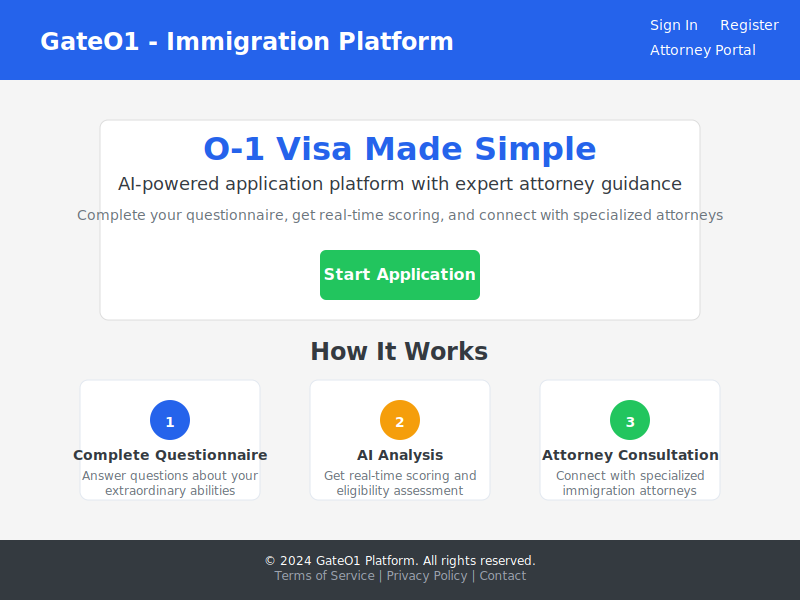 GateO1 - Immigration Platform
Sign In Register
Attorney Portal
O-1 Visa Made Simple
AI-powered application platform with expert attorney guidance
Complete your questionnaire, get real-time scoring, and connect with specialized attorneys
Start Application
How It Works
1
Complete Questionnaire
Answer questions about your
extraordinary abilities
2
AI Analysis
Get real-time scoring and
eligibility assessment
3
Attorney Consultation
Connect with specialized
immigration attorneys
© 2024 GateO1 Platform. All rights reserved.
Terms of Service | Privacy Policy | Contact